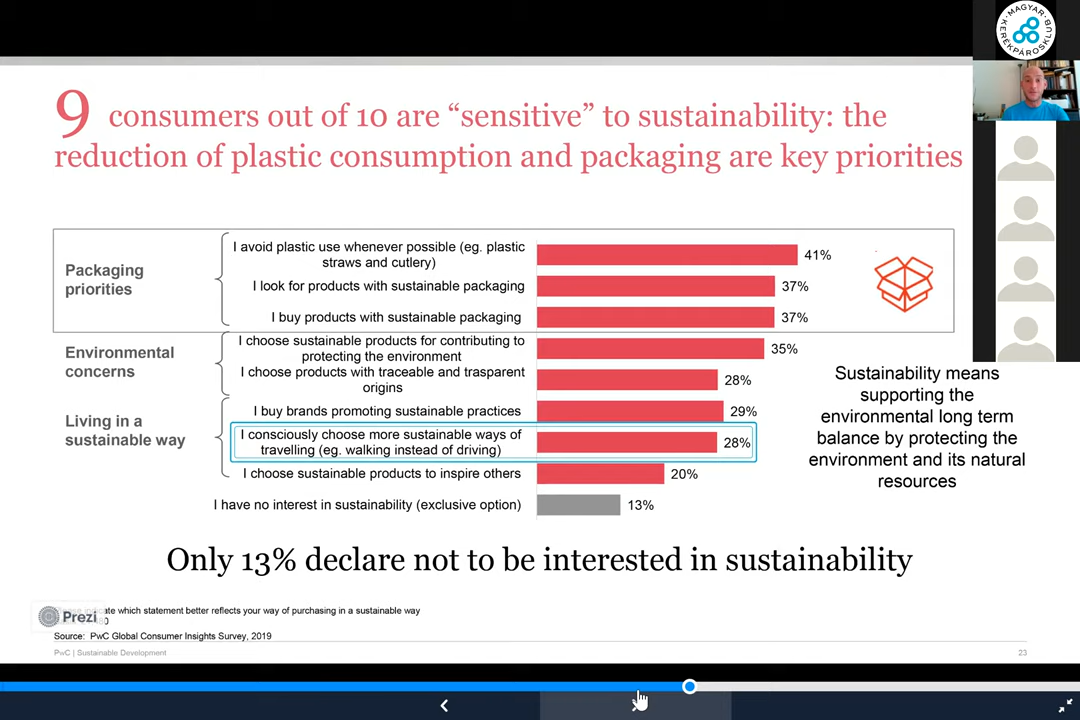 MAGYAR
KERÉKPÁROSKLUB
9 consumers out of 10 are “sensitive” to sustainability: the
reduction of plastic consumption and packaging are key priorities
Packaging
priorities
I avoid plastic use whenever possible (eg. plastic
straws and cutlery)
41%
I look for products with sustainable packaging
37%
I buy products with sustainable packaging
37%
Environmental
concerns
I choose sustainable products for contributing to
protecting the environment
35%
I choose products with traceable and trasparent
origins
28%
Living in a
sustainable way
I buy brands promoting sustainable practices
29%
I consciously choose more sustainable ways of
travelling (eg. walking instead of driving)
28%
I choose sustainable products to inspire others
20%
I have no interest in sustainability (exclusive option)
13%
Sustainability means
supporting the
environmental long term
balance by protecting the
environment and its natural
resources
Only 13% declare not to be interested in sustainability
which statement better reflects your way of purchasing in a sustainable way
Prezi
Source: PwC Global Consumer Insights Survey, 2019
PwC | Sustainable Development
23